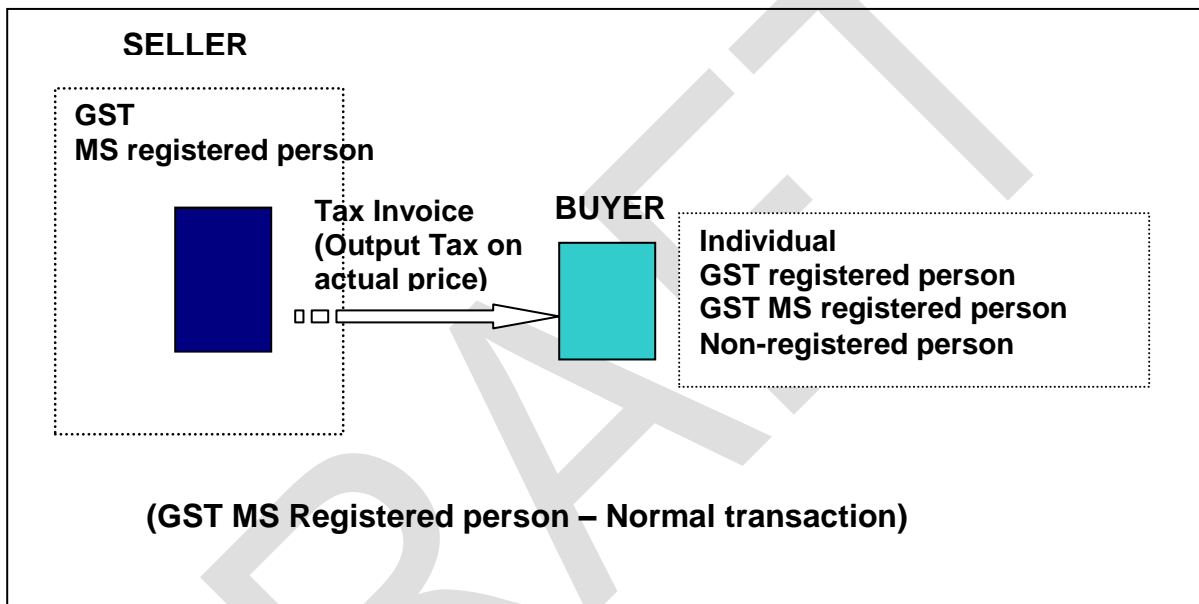 SELLER
GST
MS registered person
Tax Invoice
(Output Tax on
actual price)
BUYER
Individual
GST registered person
GST MS registered person
Non-registered person
(GST MS Registered person – Normal transaction)
DRAFT